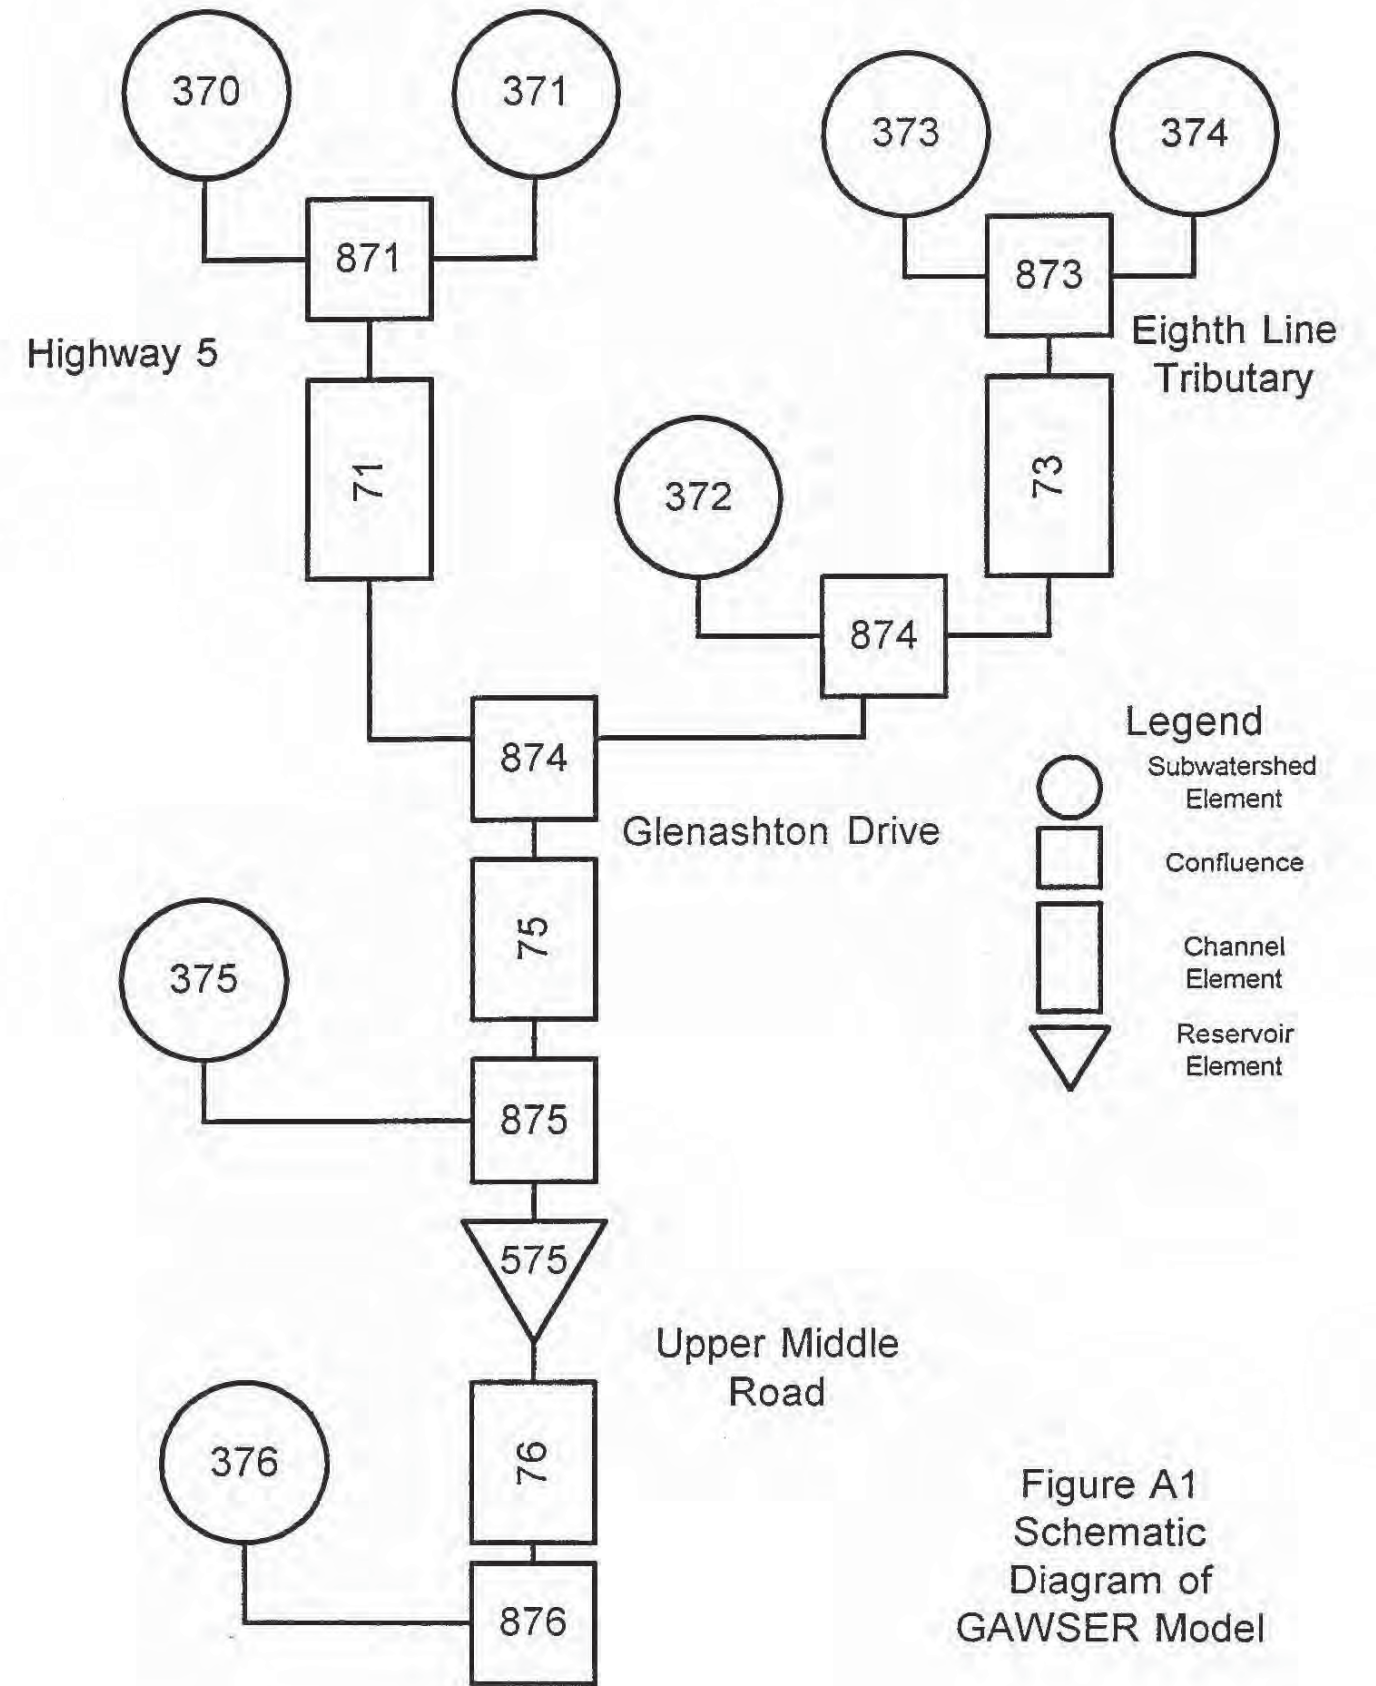 370
371
373
374
871
873
Highway 5
Eighth Line
Tributary
71
73
372
874
874
Legend
Subwatershed
Element
Confluence
Channel
Element
Reservoir
Element
Glenashton Drive
75
375
875
575
Upper Middle
Road
76
376
876
Figure A1
Schematic
Diagram of
GAWSER Model